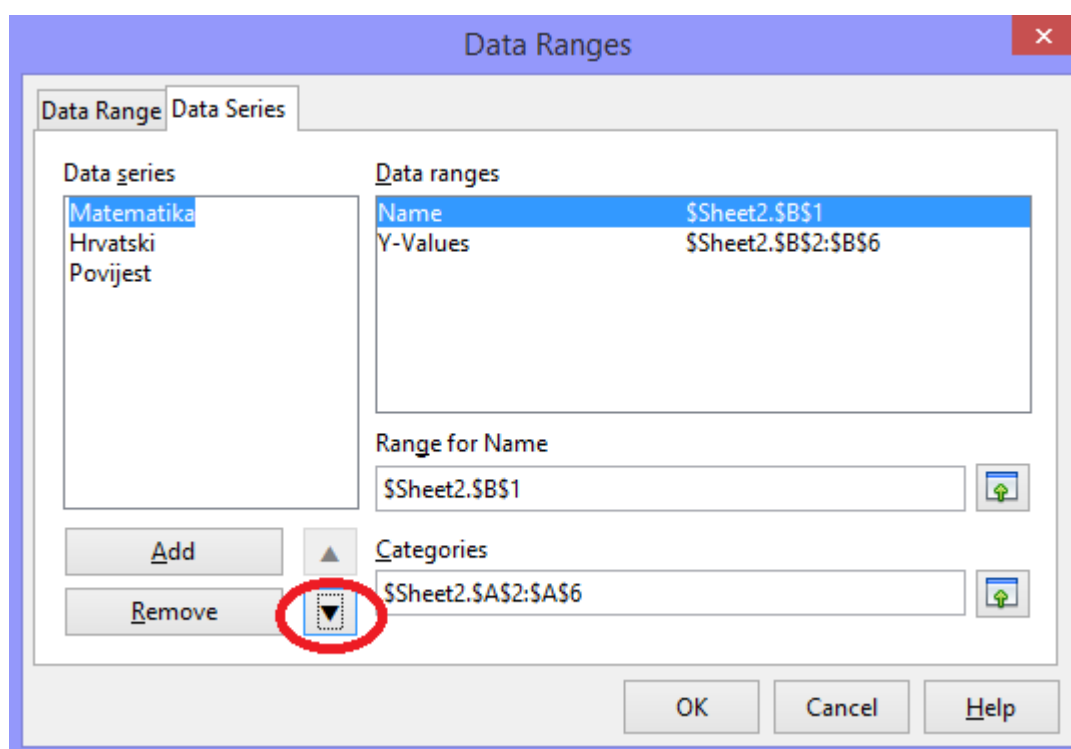 Data Ranges
Data Range Data Series
Data series
Matematika
Hrvatski
Povijest
Add
Remove
Data ranges
Name $Sheet2.$B$1
Y-Values $Sheet2.$B$2:$B$6
Range for Name
$Sheet2.$B$1
Categories
$Sheet2.$A$2:$A$6
OK Cancel Help